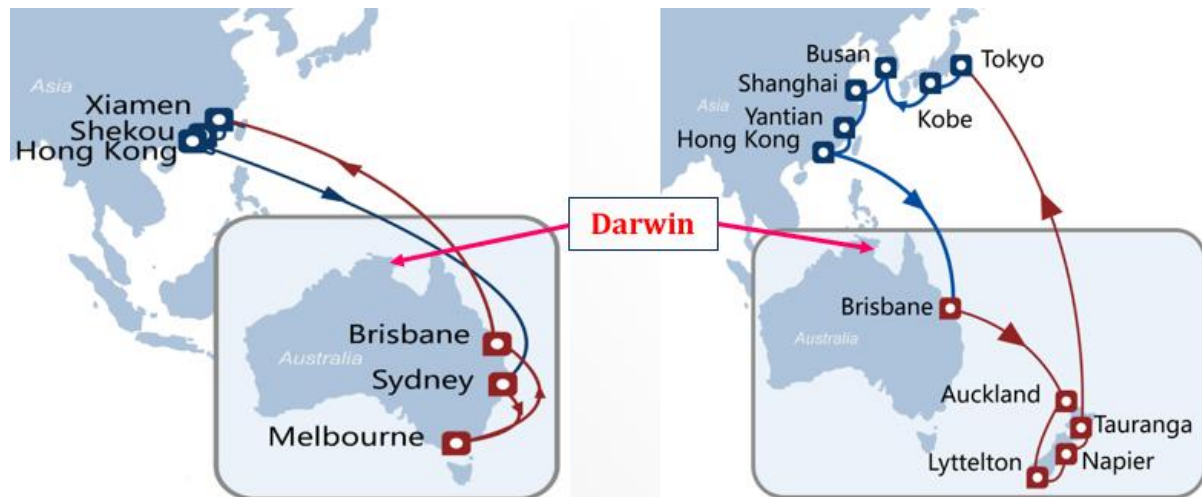 Asia
Xiamen
Shekou
Hong Kong
Brisbane
Australia
Sydney
Melbourne
Darwin
Busan
Tokyo
Shanghai
Asia
Kobe
Yantian
Hong Kong
Brisbane
Australia
Auckland
Tauranga
Lyttelton
Napier